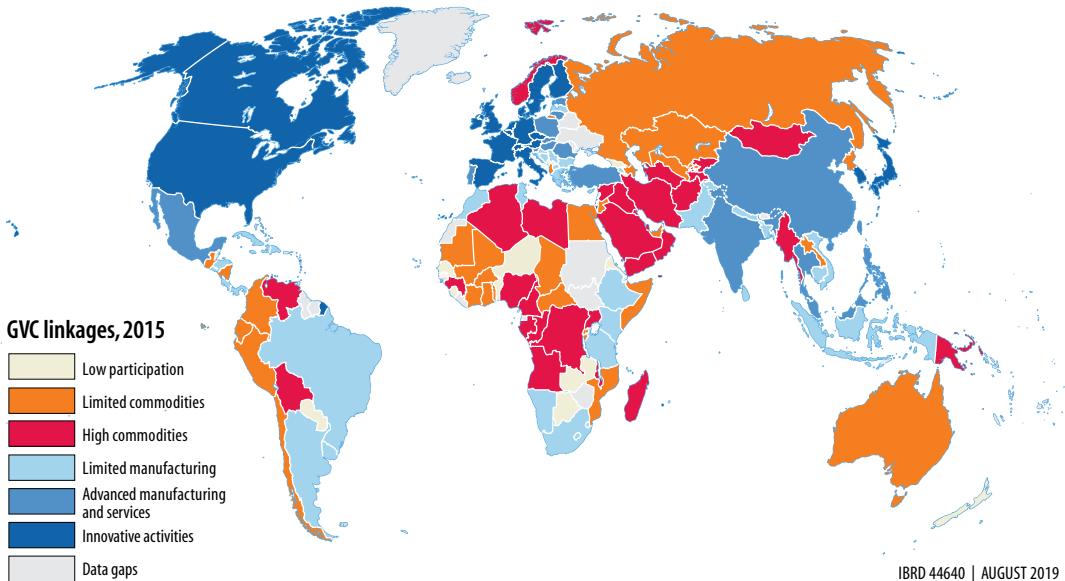 GVC linkages, 2015
Low participation
Limited commodities
High commodities
Limited manufacturing
Advanced manufacturing
and services
Innovative activities
Data gaps
IBRD 44640 | AUGUST 2019